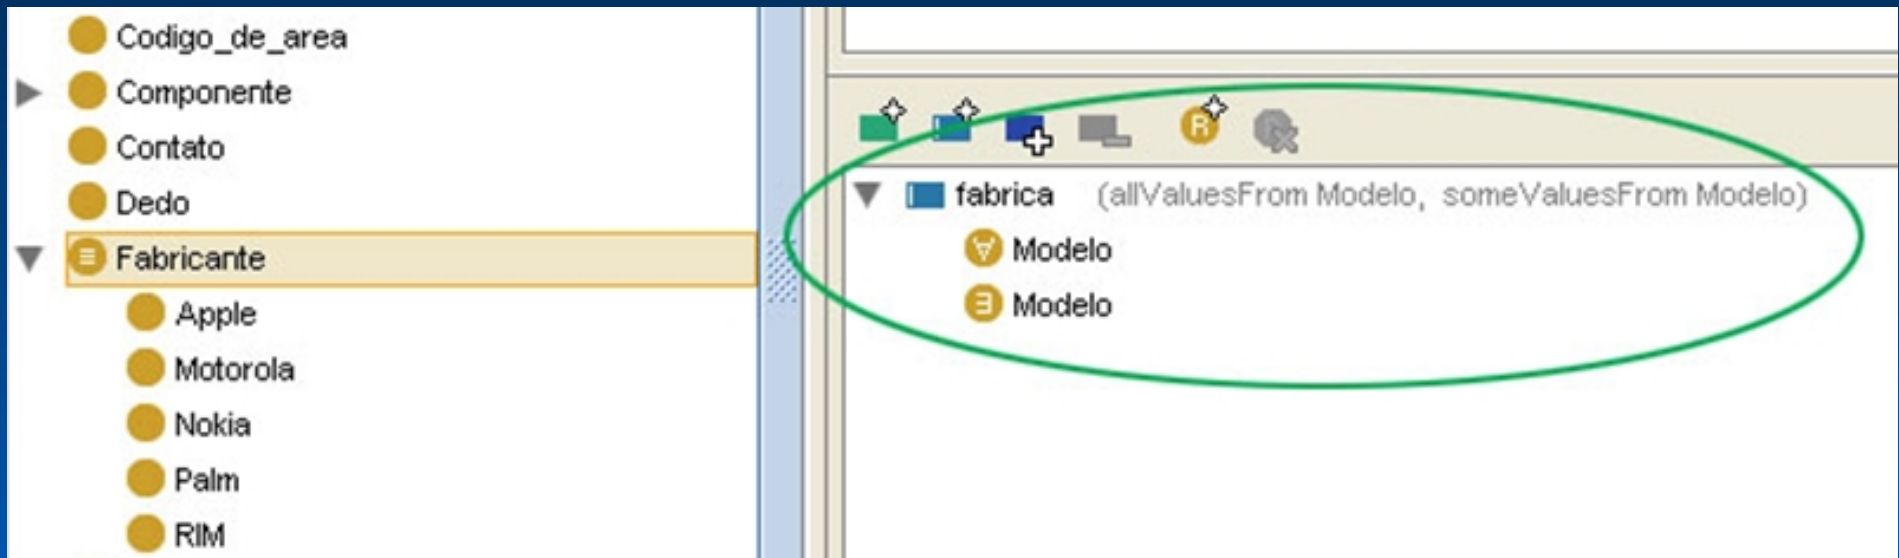 Codigo_de_area
Componente
Contato
Dedo
Fabricante
Apple
Motorola
Nokia
Palm
RIM
R
fabrica (allValuesFrom Modelo, someValuesFrom Modelo)
∀ Modelo
∃ Modelo